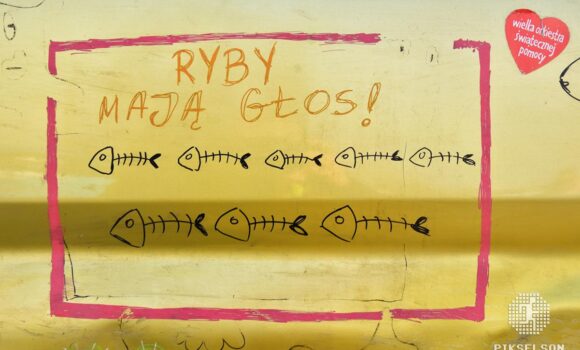 RYBY
MAJĄ GŁOS!
wielka orkiestra
świątecznej
pomocy
PIKSELSON